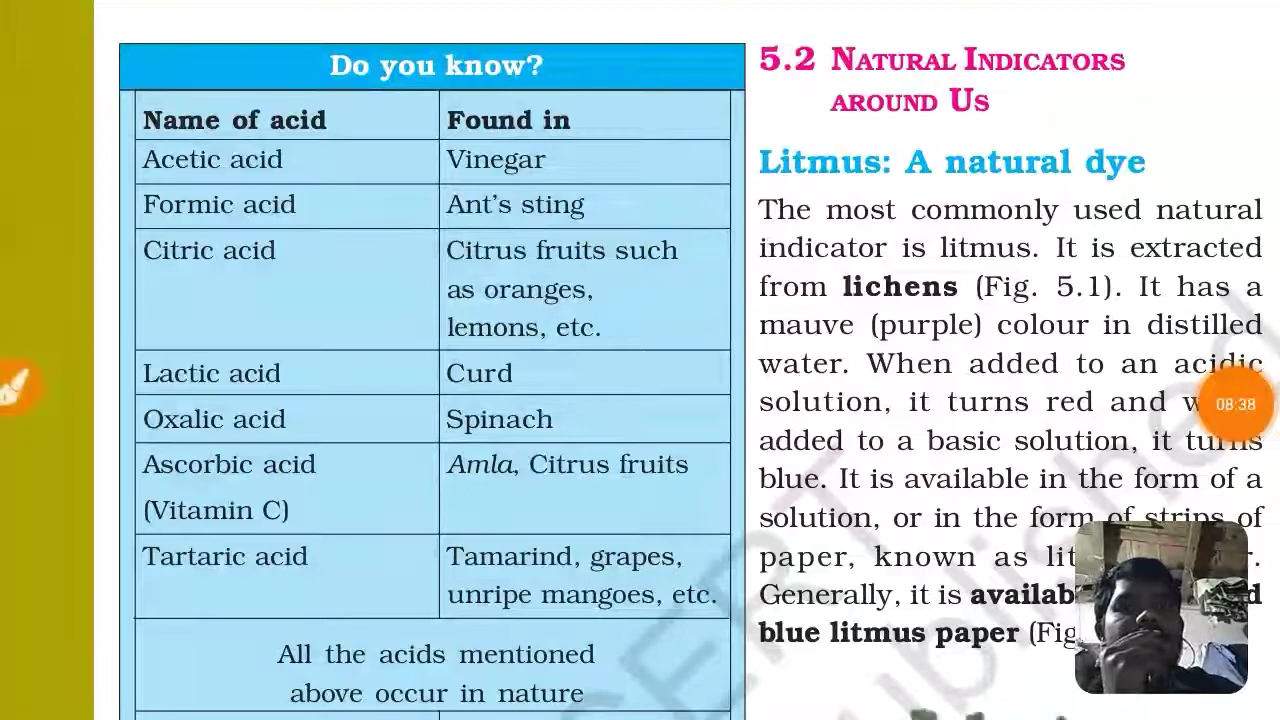 Do you know?
Name of acid Found in
Acetic acid Vinegar
Formic acid Ant's sting
Citric acid Citrus fruits such
as oranges,
lemons, etc.
Lactic acid Curd
Oxalic acid Spinach
Ascorbic acid Amla, Citrus fruits
(Vitamin C)
Tartaric acid Tamarind, grapes,
unripe mangoes, etc.
All the acids mentioned
above occur in nature
5.2 NATURAL INDICATORS
AROUND US
Litmus: A natural dye
The most commonly used natural
indicator is litmus. It is extracted
from lichens (Fig. 5.1). It has a
mauve (purple) colour in distilled
water. When added to an acidic
solution, it turns red and
added to a basic solution, it turns
blue. It is available in the form of a
solution, or in the form of strips of
paper, known as
Generally, it is
blue litmus paper (Fig
08:38